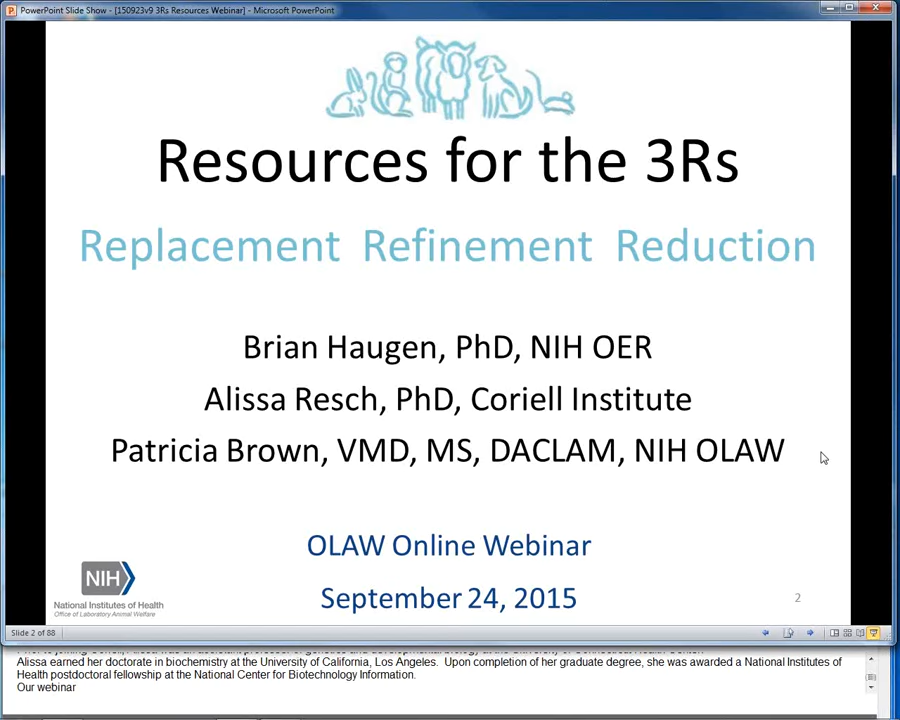 PowerPoint Slide Show - [150923v9 3Rs Resources Webinar] - Microsoft PowerPoint
Resources for the 3Rs
Replacement Refinement Reduction
Brian Haugen, PhD, NIH OER
Alissa Resch, PhD, Coriell Institute
Patricia Brown, VMD, MS, DACLAM, NIH OLAW
OLAW Online Webinar
September 24, 2015
NIH
National Institutes of Health
Office of Laboratory Animal Welfare
2
Slide 2 of 88
Alissa earned her doctorate in biochemistry at the University of California, Los Angeles. Upon completion of her graduate degree, she was awarded a National Institutes of
Health postdoctoral fellowship at the National Center for Biotechnology Information.
Our webinar